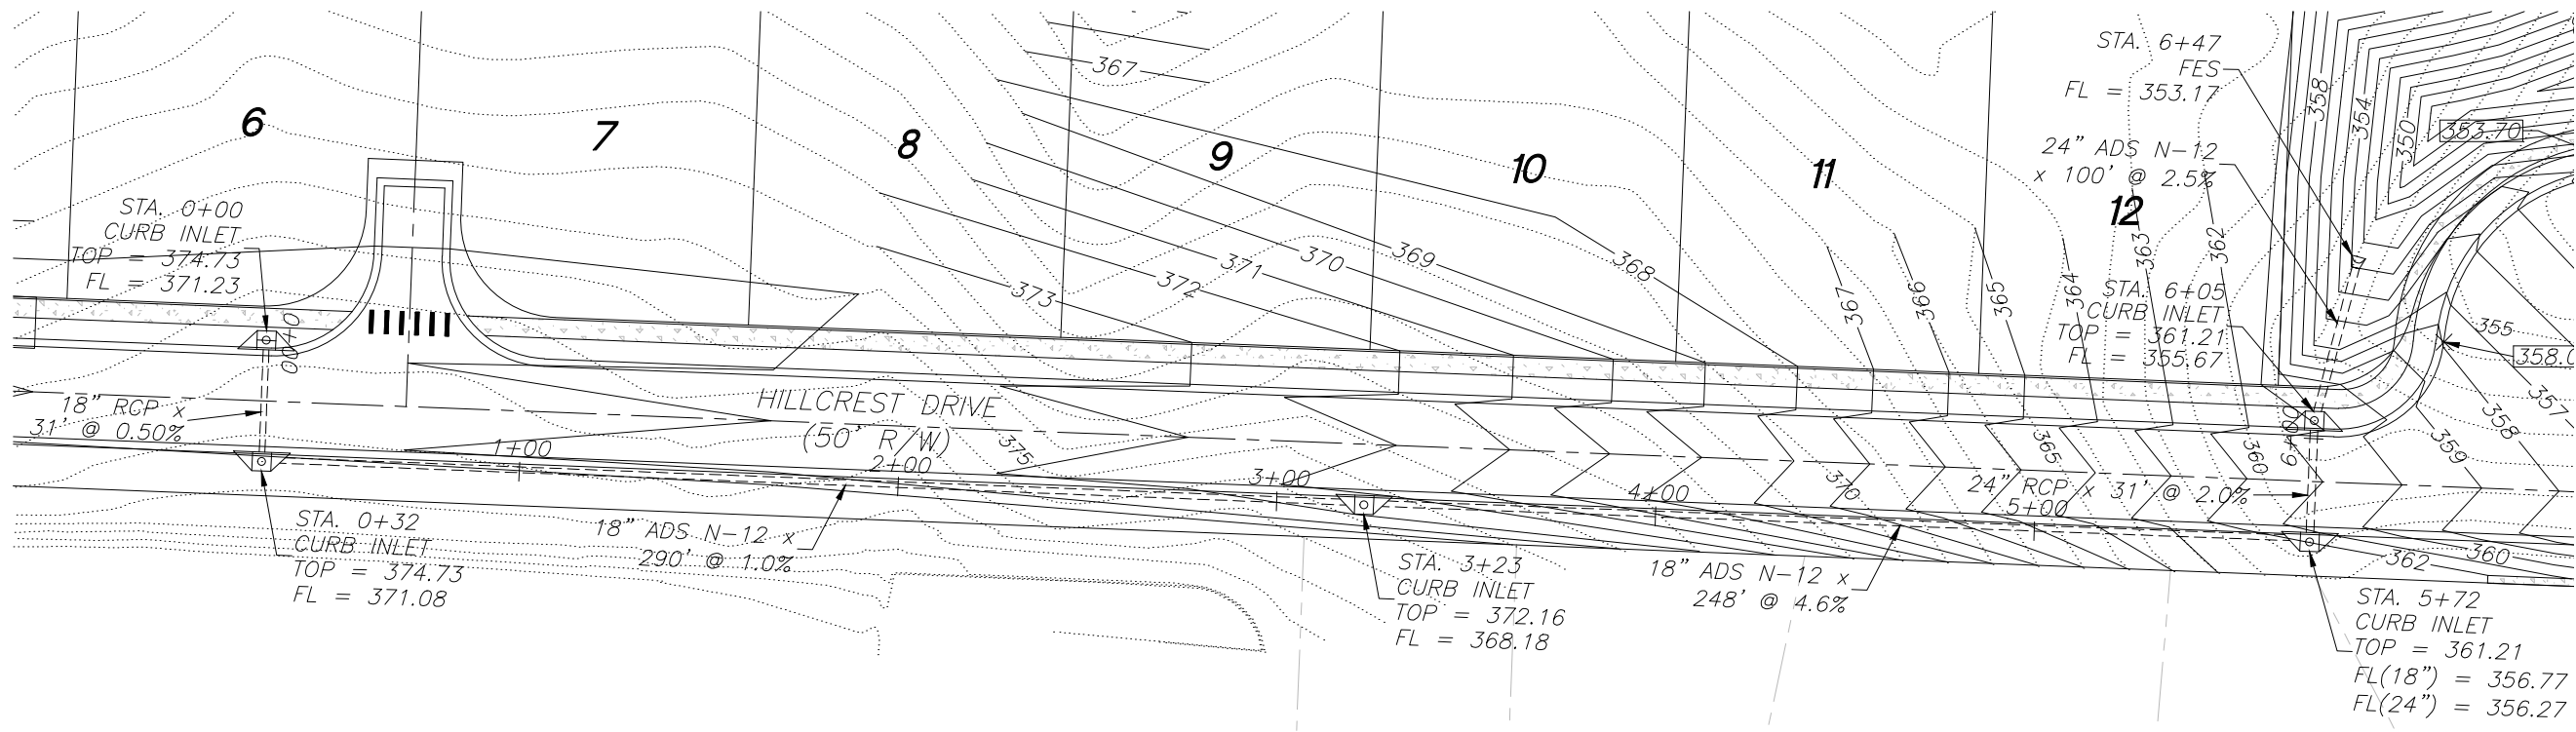 6
7
8
9
10
11
12
367
STA. 6+47
FES
FL = 353.17
24" ADS N-12
x 100' @ 2.5%
358
354
350
353.70
STA. 0+00
CURB INLET
TOP = 374.73
FL = 371.23
0+00
373
372
371
370
369
368
367
366
365
364
363
362
STA. 6+05
CURB INLET
TOP = 361.21
FL = 355.67
355
357
358
359
18" RCP x
31' @ 0.50%
HILLCREST DRIVE
(50' R/W)
375
1+00
2+00
3+00
4+00
5+00
6+00
370
365
360
24" RCP x 31' @ 2.0%
STA. 0+32
CURB INLET
TOP = 374.73
FL = 371.08
18" ADS N-12 x
290' @ 1.0%
STA. 3+23
CURB INLET
TOP = 372.16
FL = 368.18
18" ADS N-12 x
248' @ 4.6%
362
360
STA. 5+72
CURB INLET
TOP = 361.21
FL(18") = 356.77
FL(24") = 356.27